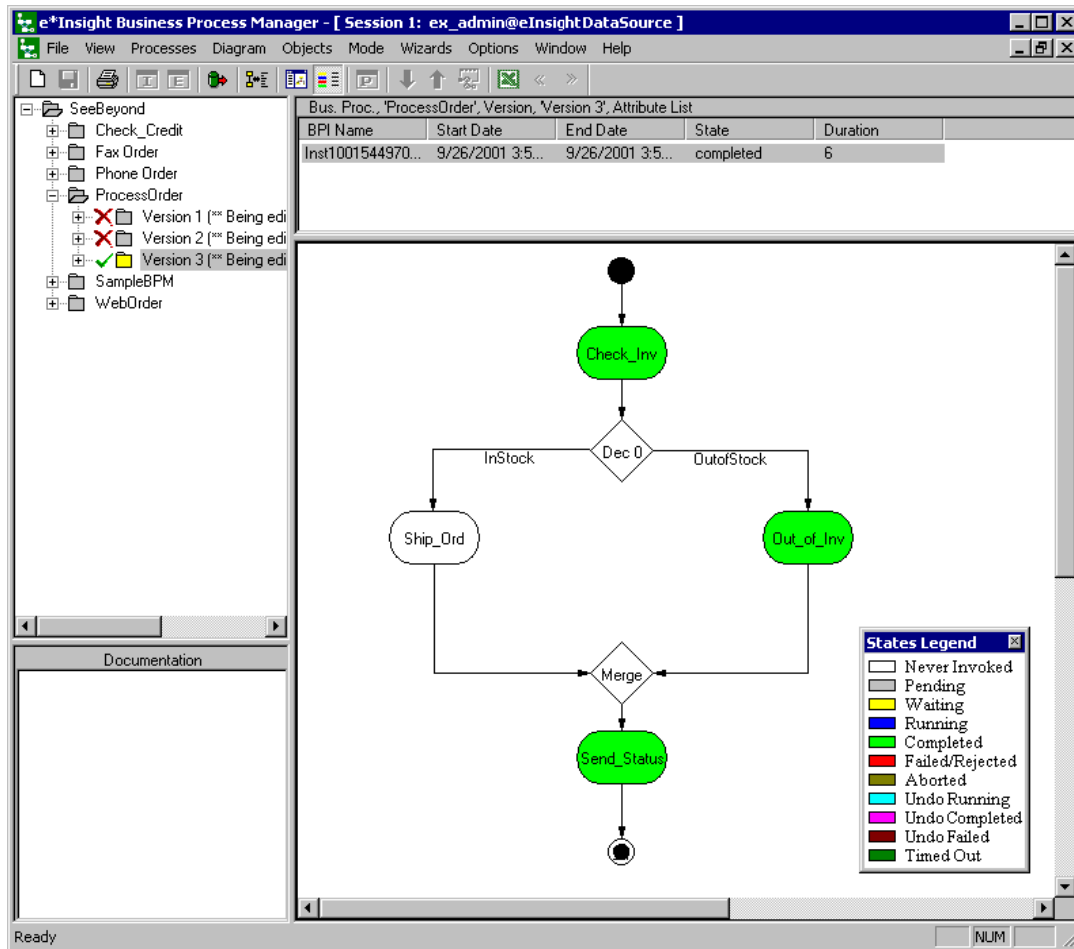 e*Insight Business Process Manager - [ Session 1: ex_admin@eInsightDataSource ]
File View Processes Diagram Objects Mode Wizards Options Window Help
SeeBeyond
Check_Credit
Fax Order
Phone Order
ProcessOrder
Version 1 (** Being edi
Version 2 (** Being edi
Version 3 (** Being edi
SampleBPM
WebOrder
Documentation
Bus. Proc., 'ProcessOrder', Version, 'Version 3', Attribute List
BPI Name Start Date End Date State Duration
Inst1001544970... 9/26/2001 3:5... 9/26/2001 3:5... completed 6
Check_Inv
Dec 0
InStock OutofStock
Ship_Ord Out_of_Inv
Merge
Send_Status
States Legend
Never Invoked
Pending
Waiting
Running
Completed
Failed/Rejected
Aborted
Undo Running
Undo Completed
Undo Failed
Timed Out
Ready NUM